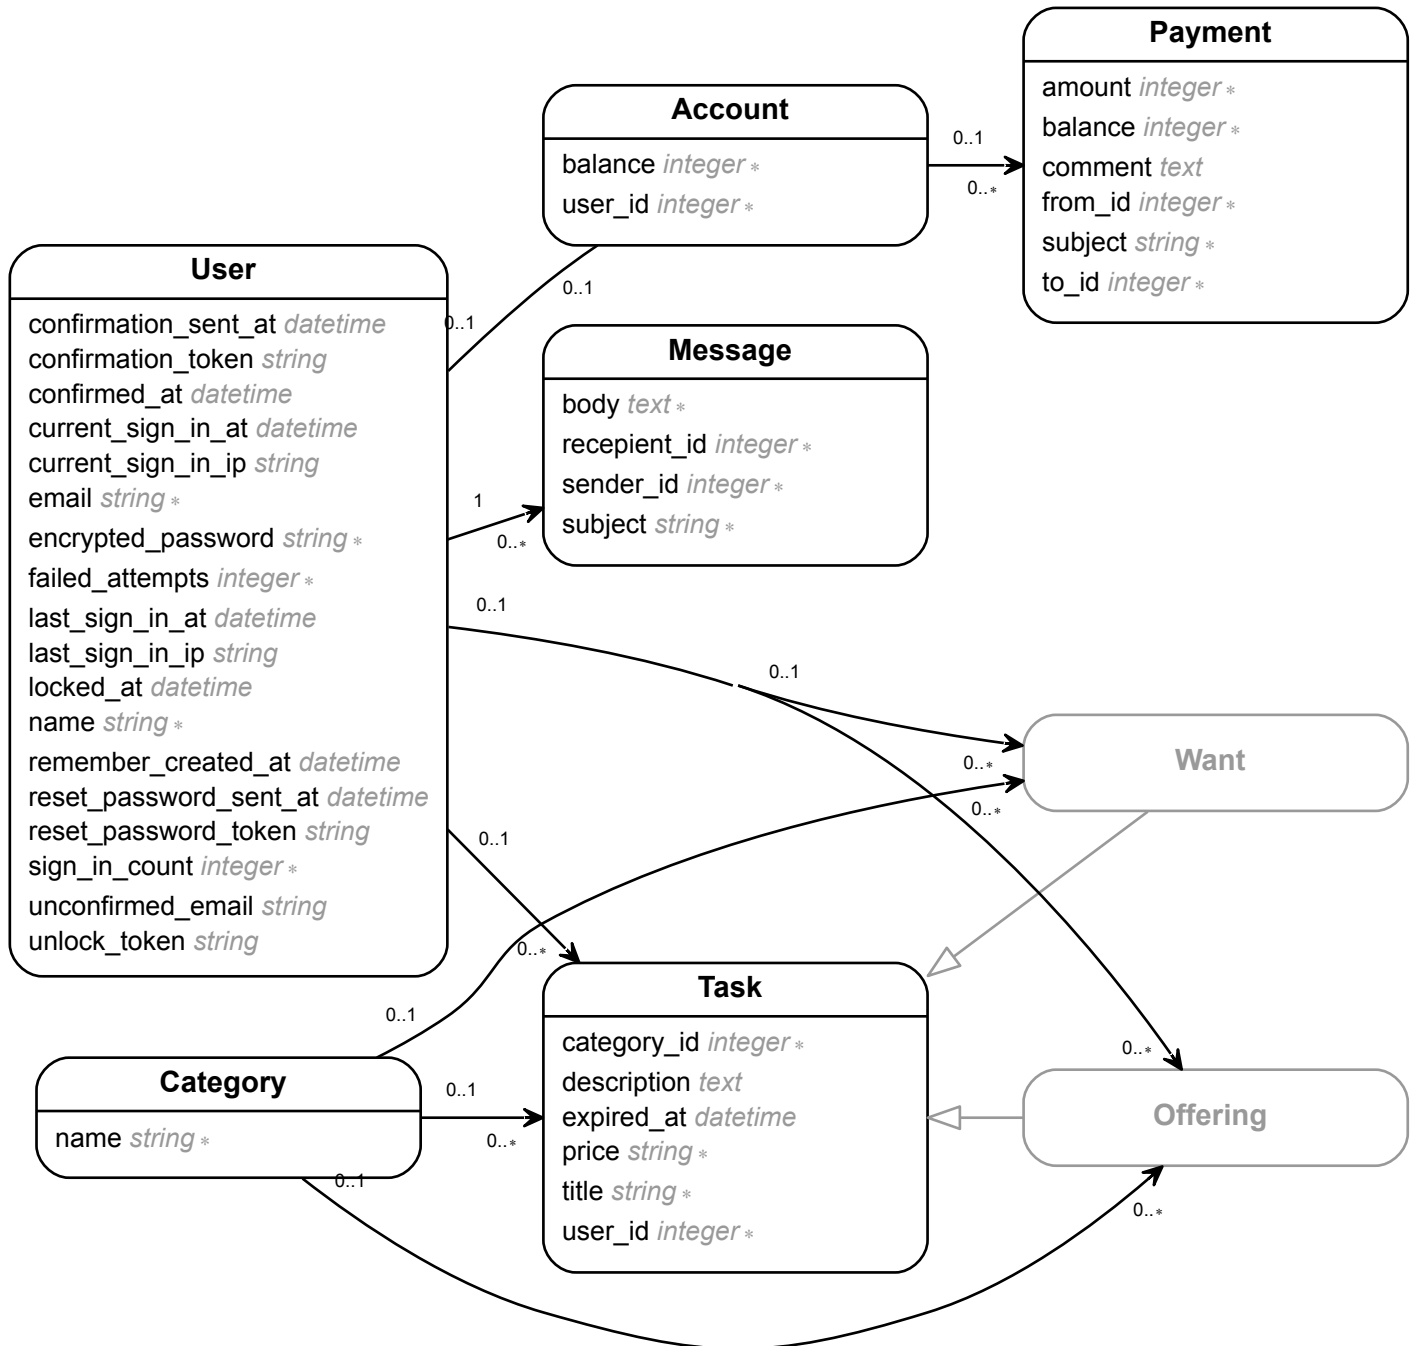 Payment
amount integer *
balance integer *
comment text
from_id integer *
subject string *
to_id integer *
Account
balance integer *
user_id integer *
0..1
0..*
User
confirmation_sent_at datetime
confirmation_token string
confirmed_at datetime
current_sign_in_at datetime
current_sign_in_ip string
email string *
encrypted_password string *
failed_attempts integer *
last_sign_in_at datetime
last_sign_in_ip string
locked_at datetime
name string *
remember_created_at datetime
reset_password_sent_at datetime
reset_password_token string
sign_in_count integer *
unconfirmed_email string
unlock_token string
0..1
0..1
Message
body text *
recepient_id integer *
sender_id integer *
subject string *
1
0..*
0..1
0..1
0..*
0..*
Want
0..1
0..*
0..1
Task
category_id integer *
description text
expired_at datetime
price string *
title string *
user_id integer *
Category
name string *
0..1
0..*
0..1
0..*
Offering
0..*